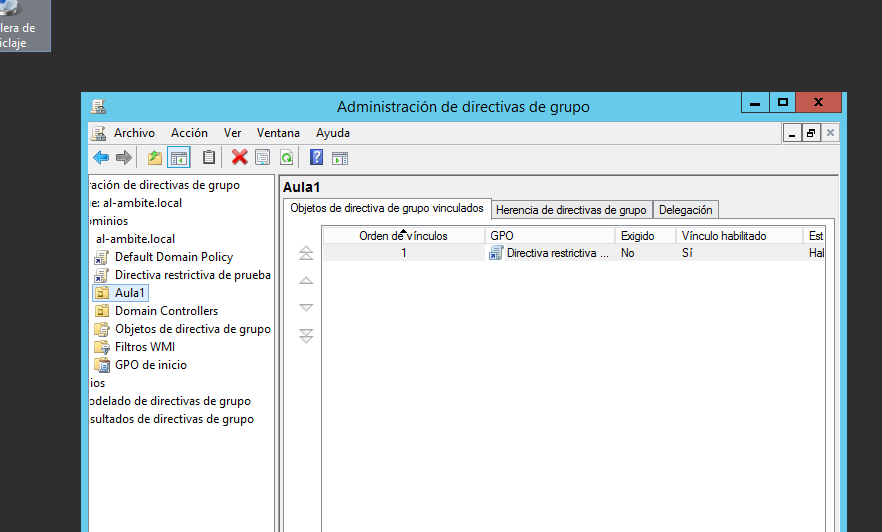 lera de
iclaje
Administración de directivas de grupo
Archivo Acción Ver Ventana Ayuda
ración de directivas de grupo
e: al-ambite.local
ominios
al-ambite.local
Default Domain Policy
Directiva restrictiva de prueba
Aula1
Domain Controllers
Objetos de directiva de grupo
Filtros WMI
GPO de inicio
ios
odelado de directivas de grupo
sultados de directivas de grupo
Aula1
Objetos de directiva de grupo vinculados Herencia de directivas de grupo Delegación
Orden de vínculos GPO Exigido Vínculo habilitado Est
1 Directiva restrictiva ... No Sí Hal